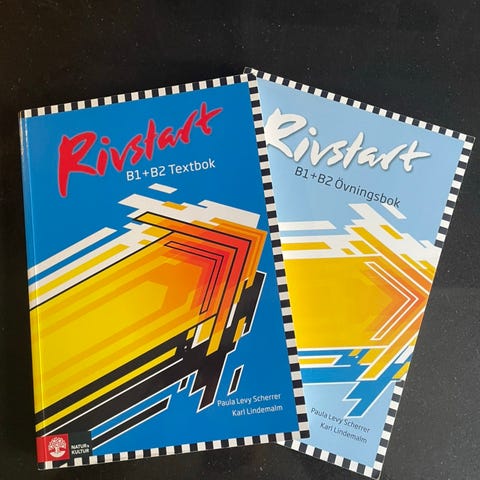 Rivstart
B1+B2 Textbok
Paula Levy Scherrer
Karl Lindemalm
NATUR &
KULTUR
Rivstart
B1+B2 Övningsbok
Paula Levy Scherrer
Karl Lindemalm